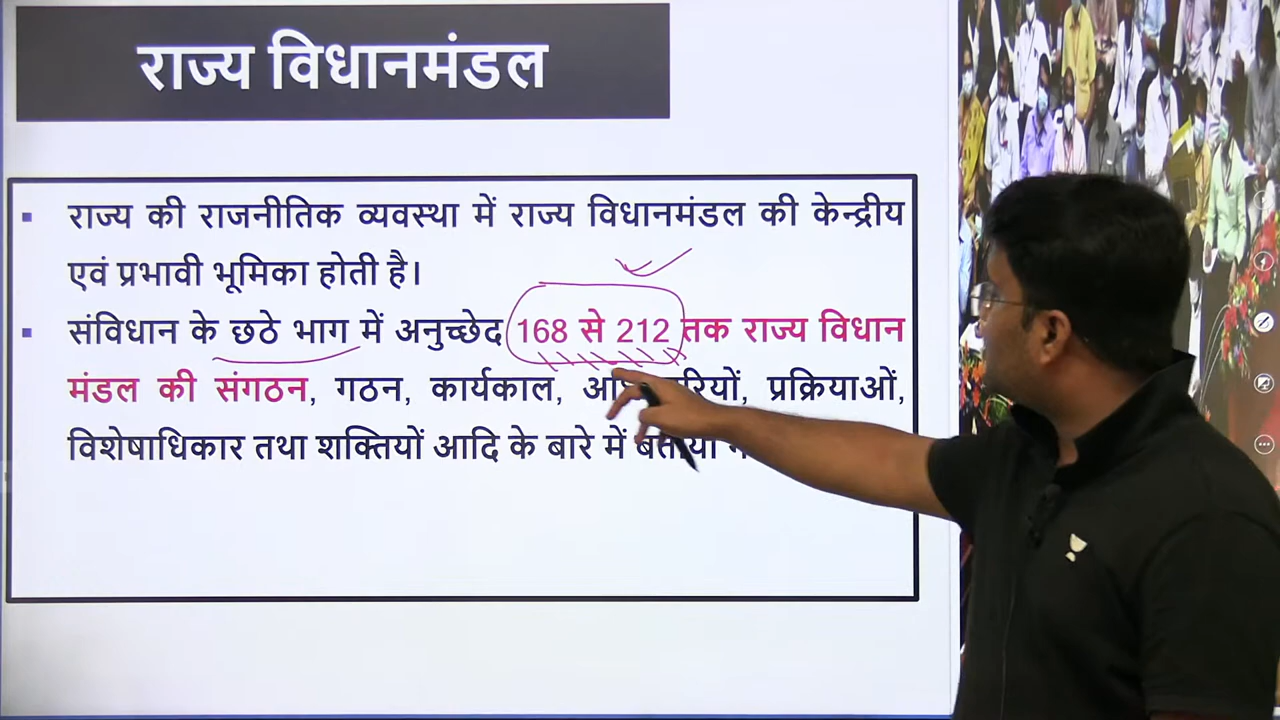 राज्य विधानमंडल
▪ राज्य की राजनीतिक व्यवस्था में राज्य विधानमंडल की केन्द्रीय
एवं प्रभावी भूमिका होती है।
▪ संविधान के छठे भाग में अनुच्छेद 168 से 212 तक राज्य विधान
मंडल की संगठन, गठन, कार्यकाल, प्रक्रियाओं,
विशेषाधिकार तथा शक्तियों आदि के बारे में बताया